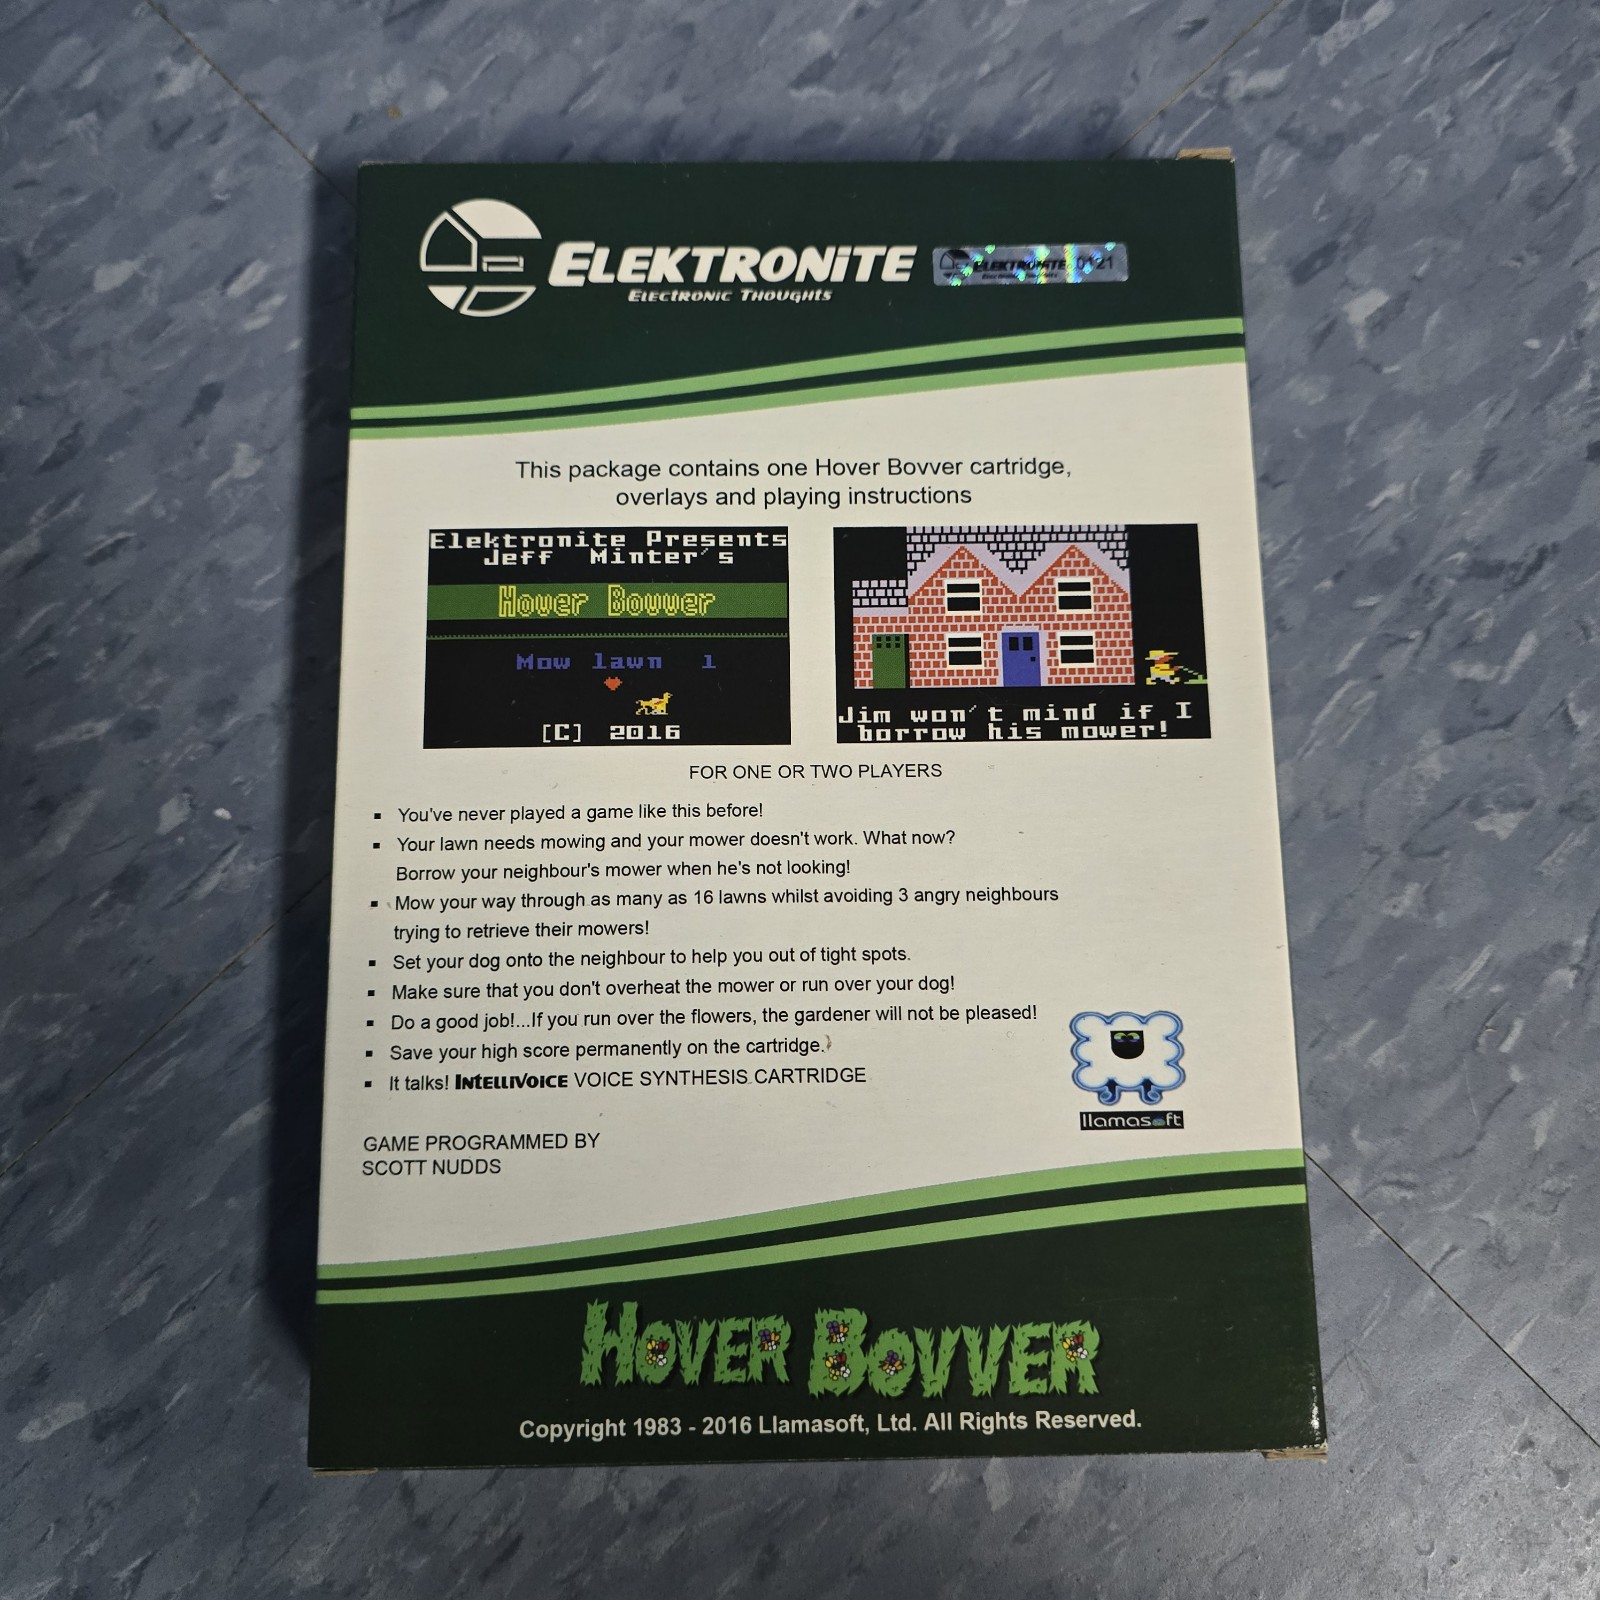 ELEKTRONITE
ELECTRONIC THOUGHTS
ELEKTRONITE 0121
This package contains one Hover Bovver cartridge,
overlays and playing instructions
Elektronite Presents
Jeff Minter's
Hover Bovver
Mow lawn 1
[C] 2016
Jim won't mind if I
borrow his mower!
FOR ONE OR TWO PLAYERS
▪ You've never played a game like this before!
▪ Your lawn needs mowing and your mower doesn't work. What now?
Borrow your neighbour's mower when he's not looking!
▪ Mow your way through as many as 16 lawns whilst avoiding 3 angry neighbours
trying to retrieve their mowers!
▪ Set your dog onto the neighbour to help you out of tight spots.
▪ Make sure that you don't overheat the mower or run over your dog!
▪ Do a good job!...If you run over the flowers, the gardener will not be pleased!
▪ Save your high score permanently on the cartridge.
▪ It talks! INTELLIVOICE VOICE SYNTHESIS CARTRIDGE
llamasoft
GAME PROGRAMMED BY
SCOTT NUDDS
HOVER BOVVER
Copyright 1983 - 2016 Llamasoft, Ltd. All Rights Reserved.